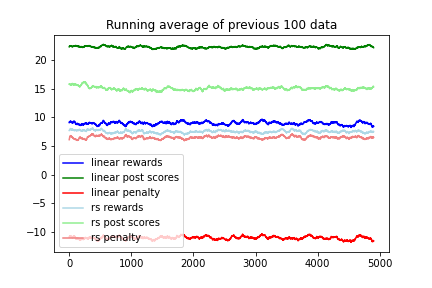 Running average of previous 100 data
20
15
10
5
0
−5
−10
linear rewards
linear post scores
linear penalty
rs rewards
rs post scores
rs penalty
0 1000 2000 3000 4000 5000